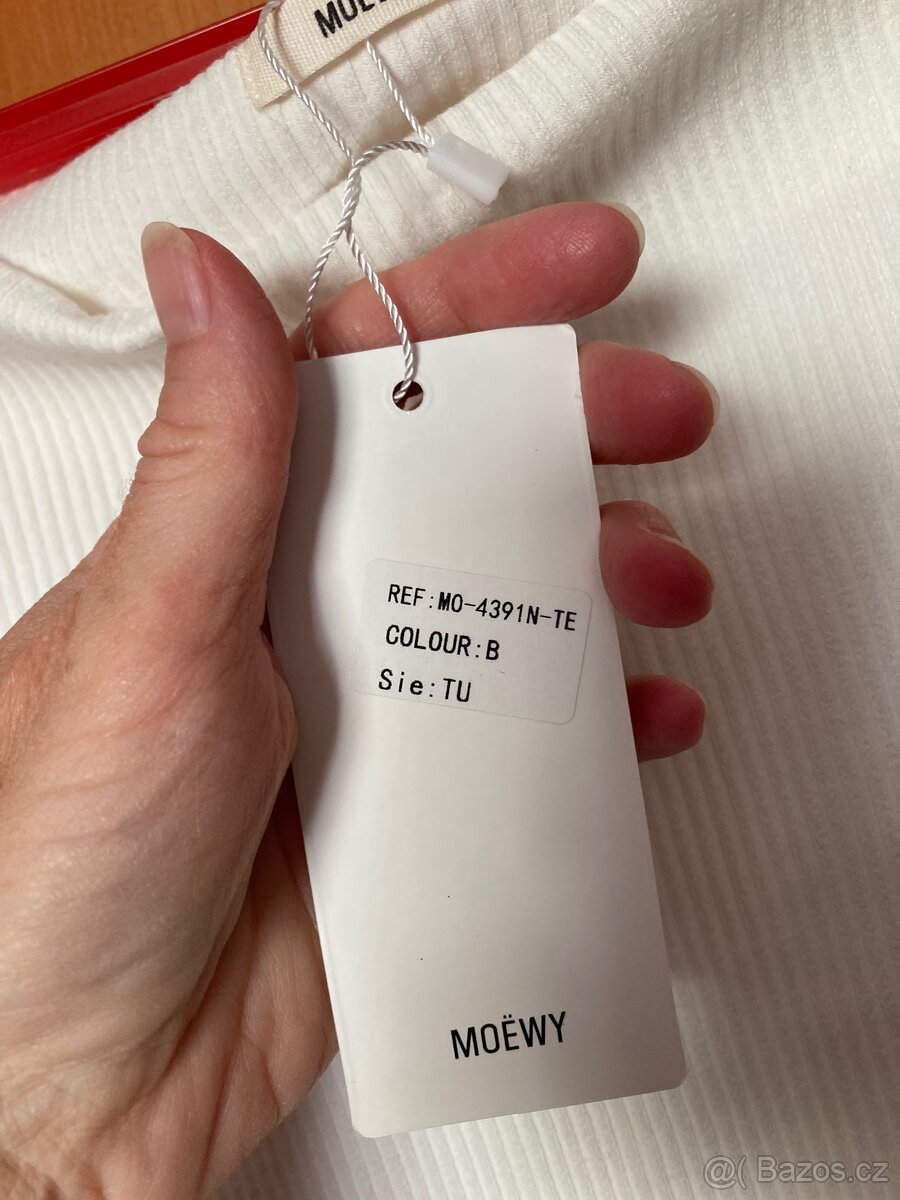 REF:MO-4391N-TE
COLOUR:B
Sie:TU
MOËWY
@( Bazos.cz